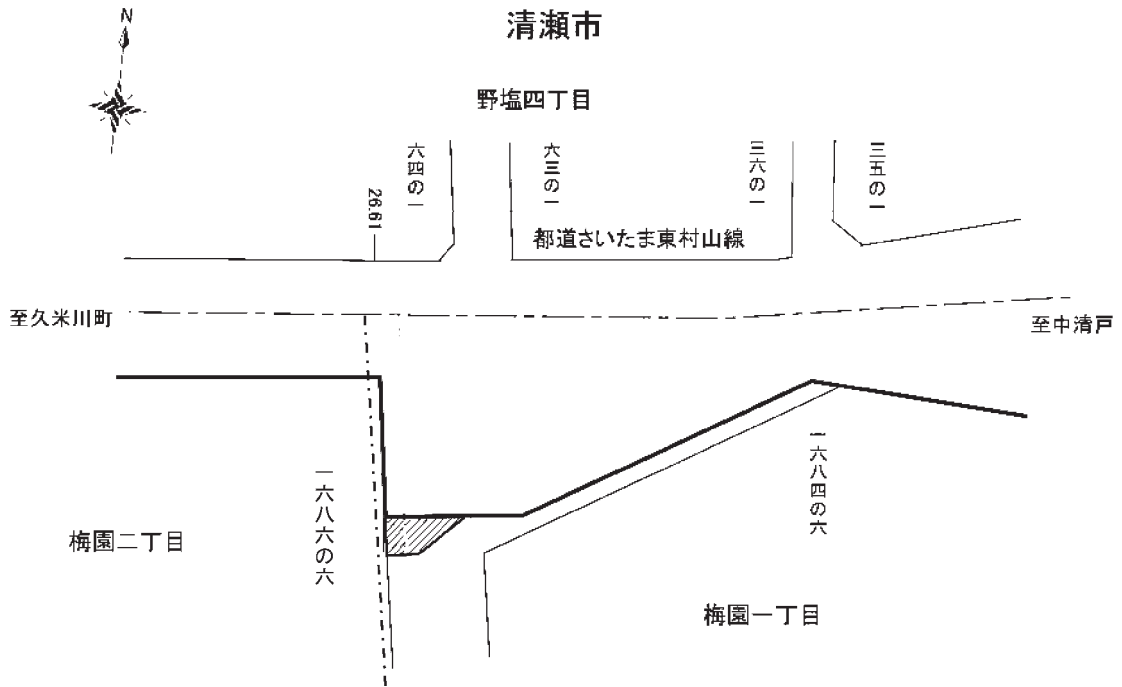 N
清瀬市
野塩四丁目
六四の一
六三の一
三六の一
三五の一
26.61
都道さいたま東村山線
至久米川町
至中清戸
一六八六の六
一六八四の六
梅園二丁目
梅園一丁目